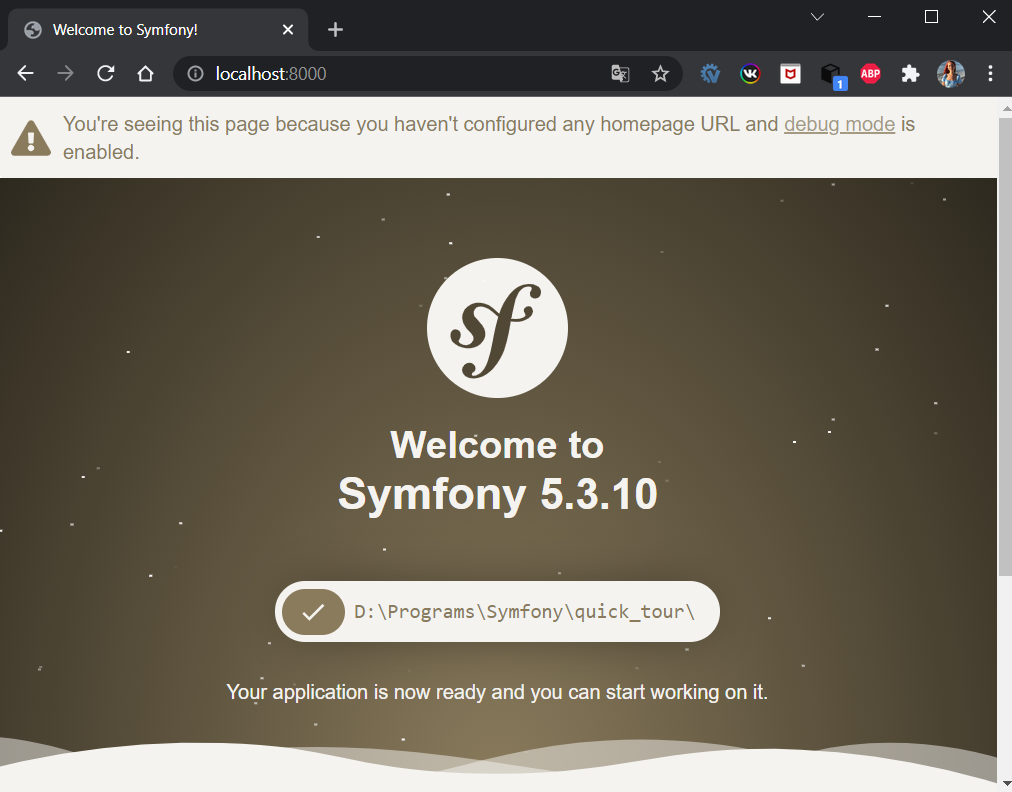 Welcome to Symfony!
localhost:8000
1
ABP
You're seeing this page because you haven't configured any homepage URL and debug mode is
enabled.
sf
Welcome to
Symfony 5.3.10
D:\Programs\Symfony\quick_tour\
Your application is now ready and you can start working on it.